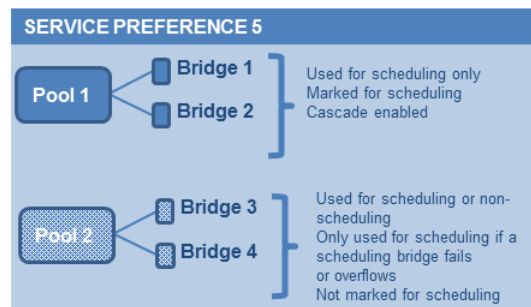 SERVICE PREFERENCE 5
Pool 1
Bridge 1
Bridge 2
Used for scheduling only
Marked for scheduling
Cascade enabled
Pool 2
Bridge 3
Bridge 4
Used for scheduling or non-
scheduling
Only used for scheduling if a
scheduling bridge fails
or overflows
Not marked for scheduling